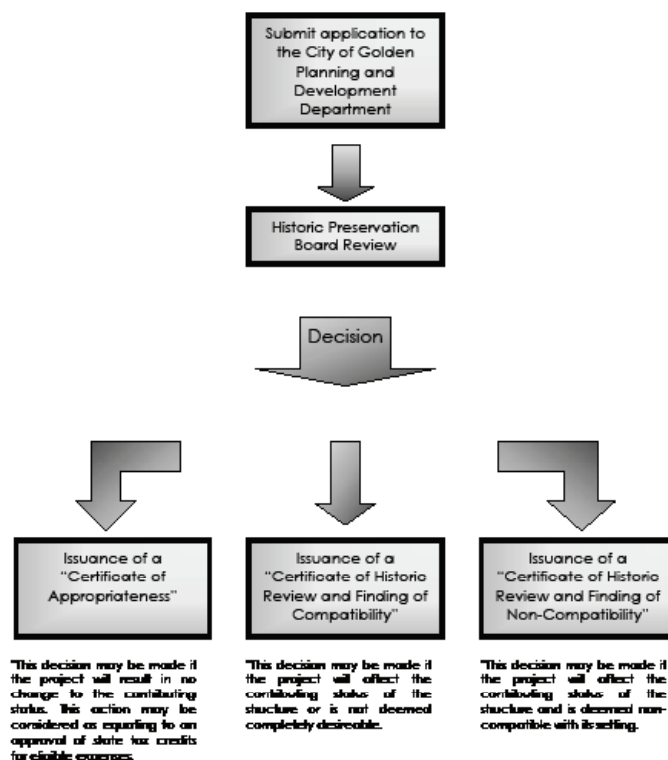 Submit application to
the City of Golden
Planning and
Development
Department
Historic Preservation
Board Review
Decision
Issuance of a
"Certificate of
Appropriateness"
Issuance of a
"Certificate of Historic
Review and Finding of
Compatibility"
Issuance of a
"Certificate of Historic
Review and Finding of
Non-Compatibility"
"This decision may be made if
the project will result in no
change to the contributing
status. This action may be
considered as equating to an
approval of state tax credits
for eligible expenses.
"This decision may be made if
the project will affect the
contributing status of the
structure or is not deemed
completely desireable.
"This decision may be made if
the project will affect the
contributing status of the
structure and is deemed non-
compatible with its setting.